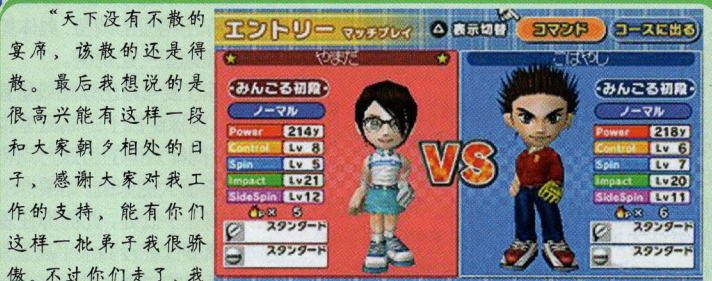 “天下没有不散的
宴席，该散的还是得
散。最后我想说的是
很高兴能有这样一段
和大家朝夕相处的日
子，感谢大家对我工
作的支持，能有你们
这样一批弟子我很骄
傲。不过你们走了，我
エントリー マッチプレイ △ 表示切替 コマンド コースに出る
やまだ
みんごる初段
ノーマル
Power 214y
Control Lv 8
Spin Lv 5
Impact Lv21
SideSpin Lv12
P× 5
スタンダード
スタンダード
VS
こばやし
みんごる初段
ノーマル
Power 218y
Control Lv 6
Spin Lv 7
Impact Lv20
SideSpin Lv11
P× 6
スタンダード
スタンダード